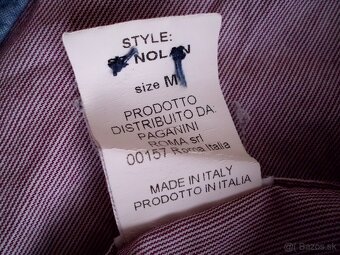 STYLE:
NOLAN
size M
PRODOTTO
DISTRIBUITO DA:
PAGANINI
ROMA srl
00157 Roma Italia
MADE IN ITALY
PRODOTTO IN ITALIA
Bazos.sk